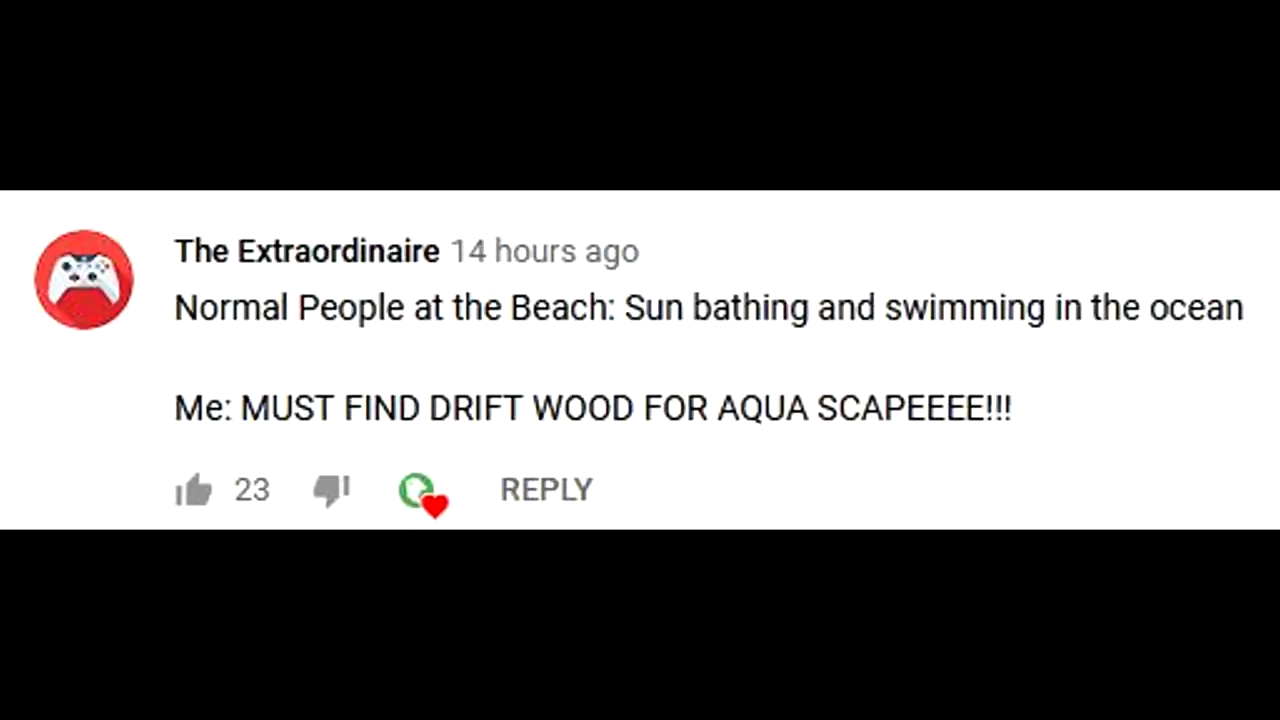 The Extraordinaire 14 hours ago
Normal People at the Beach: Sun bathing and swimming in the ocean
Me: MUST FIND DRIFT WOOD FOR AQUA SCAPEEEE!!!
23 REPLY